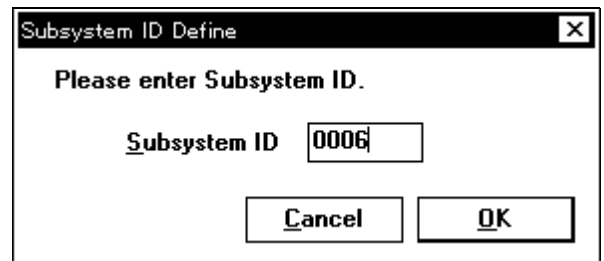 Subsystem ID Define
Please enter Subsystem ID.
Subsystem ID 0006
Cancel OK